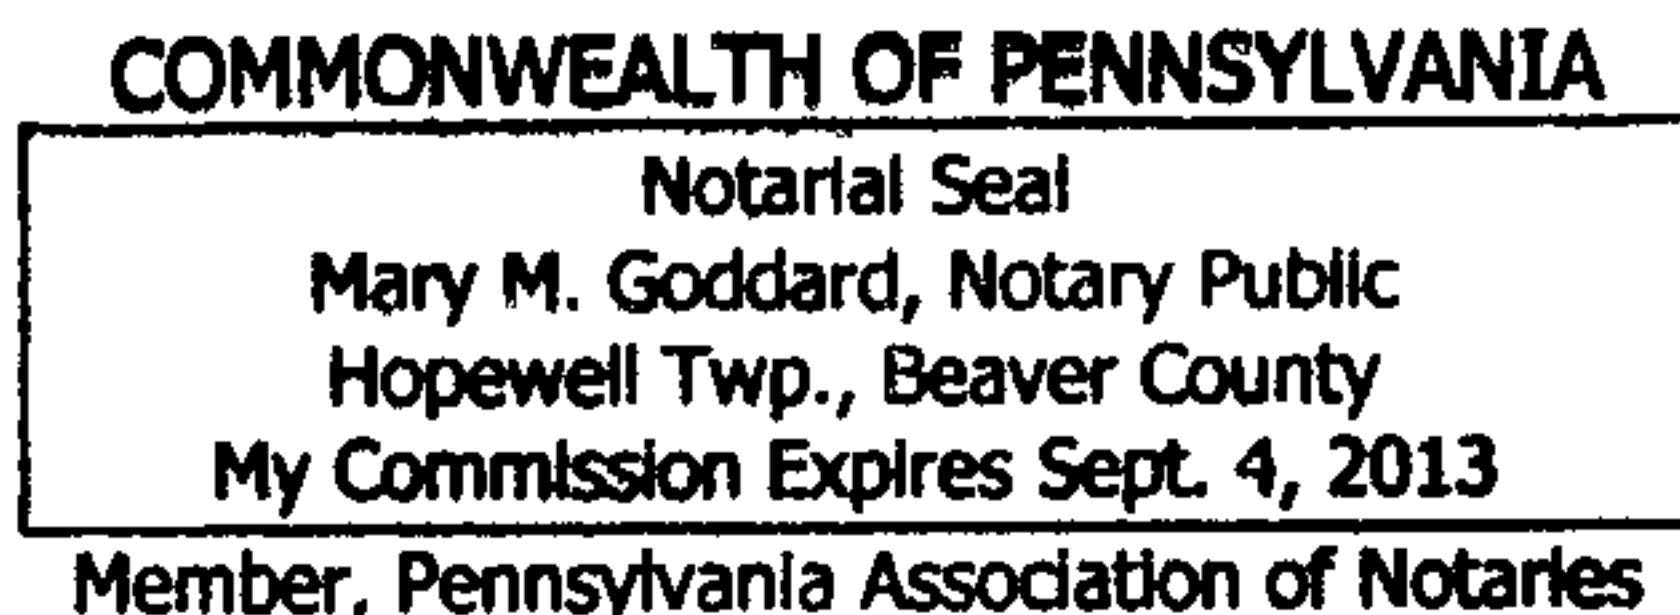 COMMONWEALTH OF PENNSYLVANIA
Notarial Seal
Mary M. Goddard, Notary Public
Hopewell Twp., Beaver County
My Commission Expires Sept. 4, 2013
Member, Pennsylvania Association of Notaries